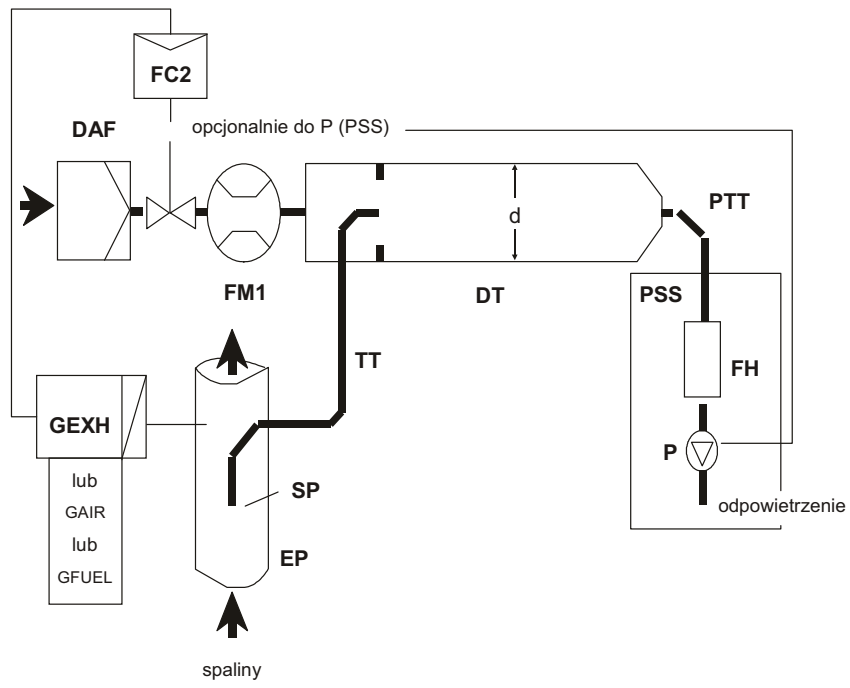 FC2
DAF
opcjonalnie do P (PSS)
d
PTT
FM1
DT
PSS
TT
FH
GEXH
P
lub
SP
odpowietrzenie
GAIR
lub
EP
GFUEL
spaliny